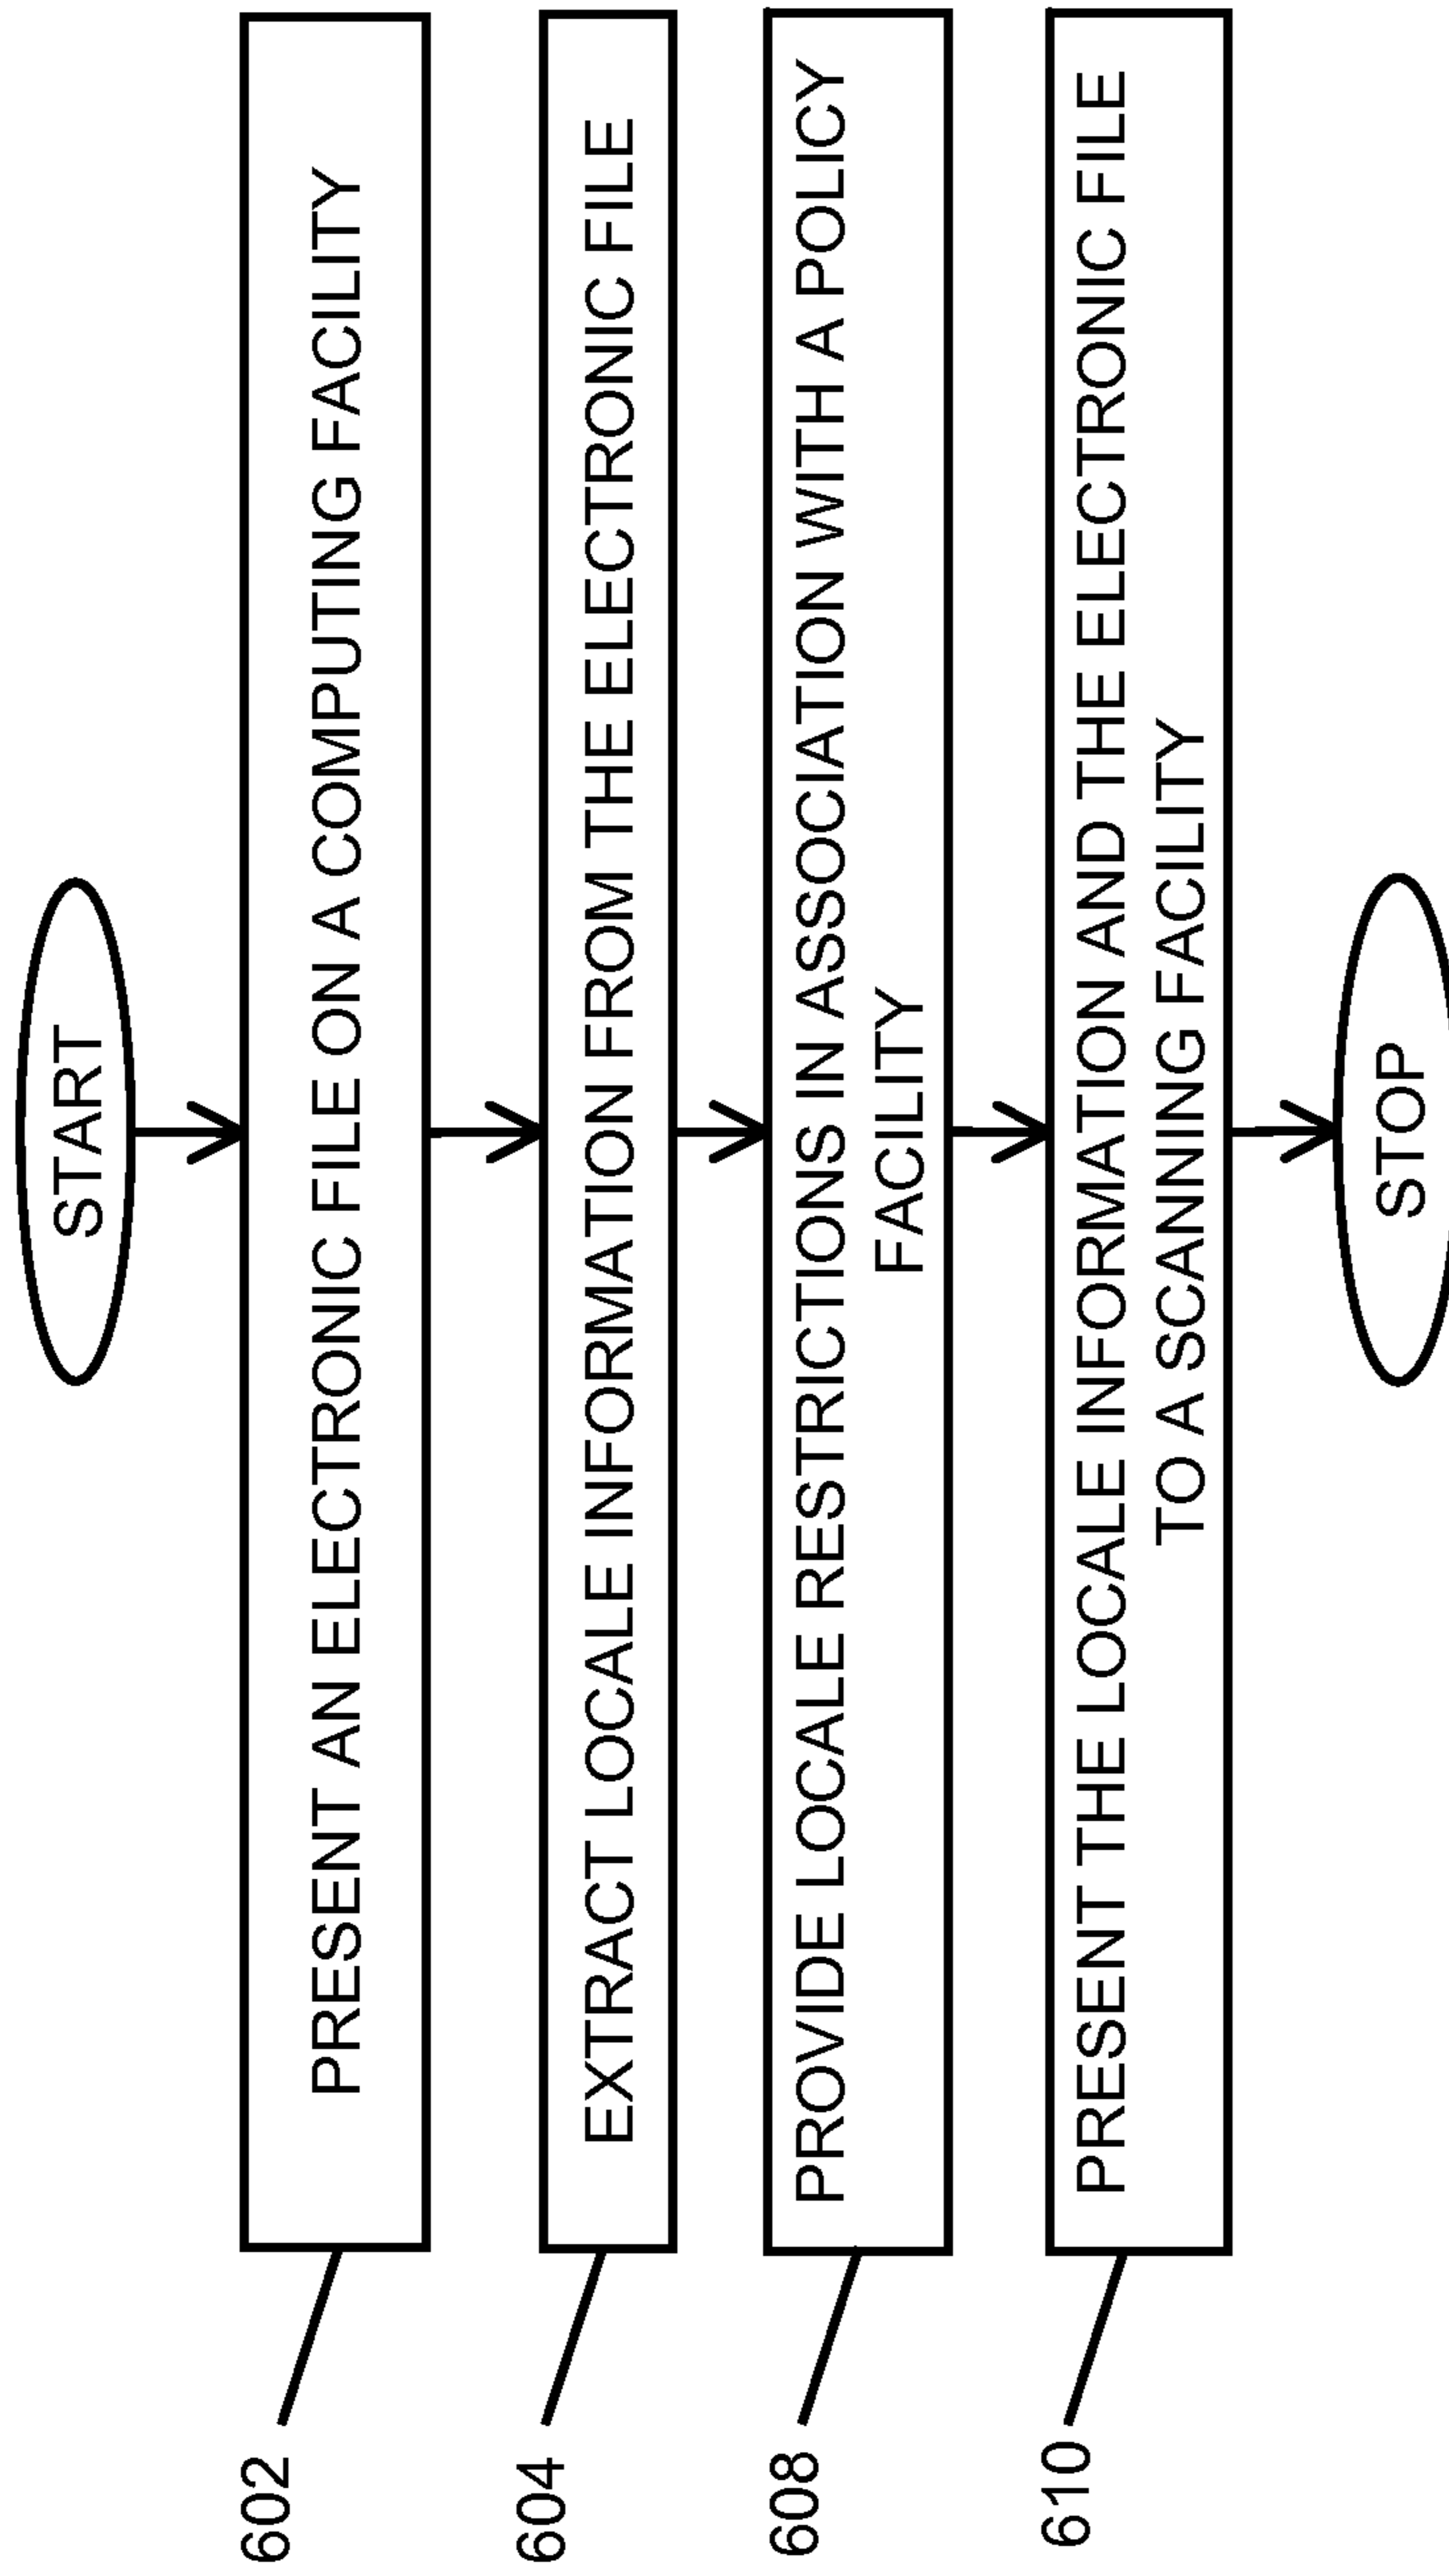 START
602
PRESENT AN ELECTRONIC FILE ON A COMPUTING FACILITY
604
EXTRACT LOCALE INFORMATION FROM THE ELECTRONIC FILE
608
PROVIDE LOCALE RESTRICTIONS IN ASSOCIATION WITH A POLICY
FACILITY
610
PRESENT THE LOCALE INFORMATION AND THE ELECTRONIC FILE
TO A SCANNING FACILITY
STOP